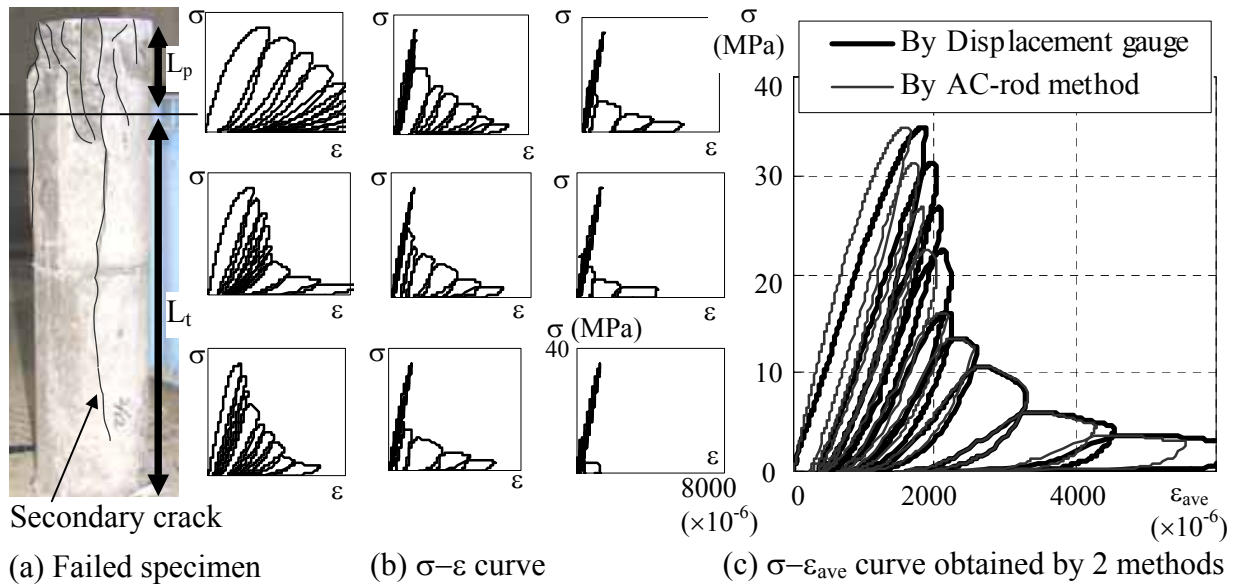 L_p
L_t
Secondary crack
(a) Failed specimen
σ
ε
σ
ε
σ
ε
σ
ε
σ
ε
σ
ε
σ
ε
σ
ε
σ (MPa)
40
ε
8000
(×10⁻⁶)
(b) σ–ε curve
σ
(MPa)
By Displacement gauge
By AC-rod method
40
30
20
10
0
0
2000
4000
ε_ave
(×10⁻⁶)
(c) σ–ε_ave curve obtained by 2 methods